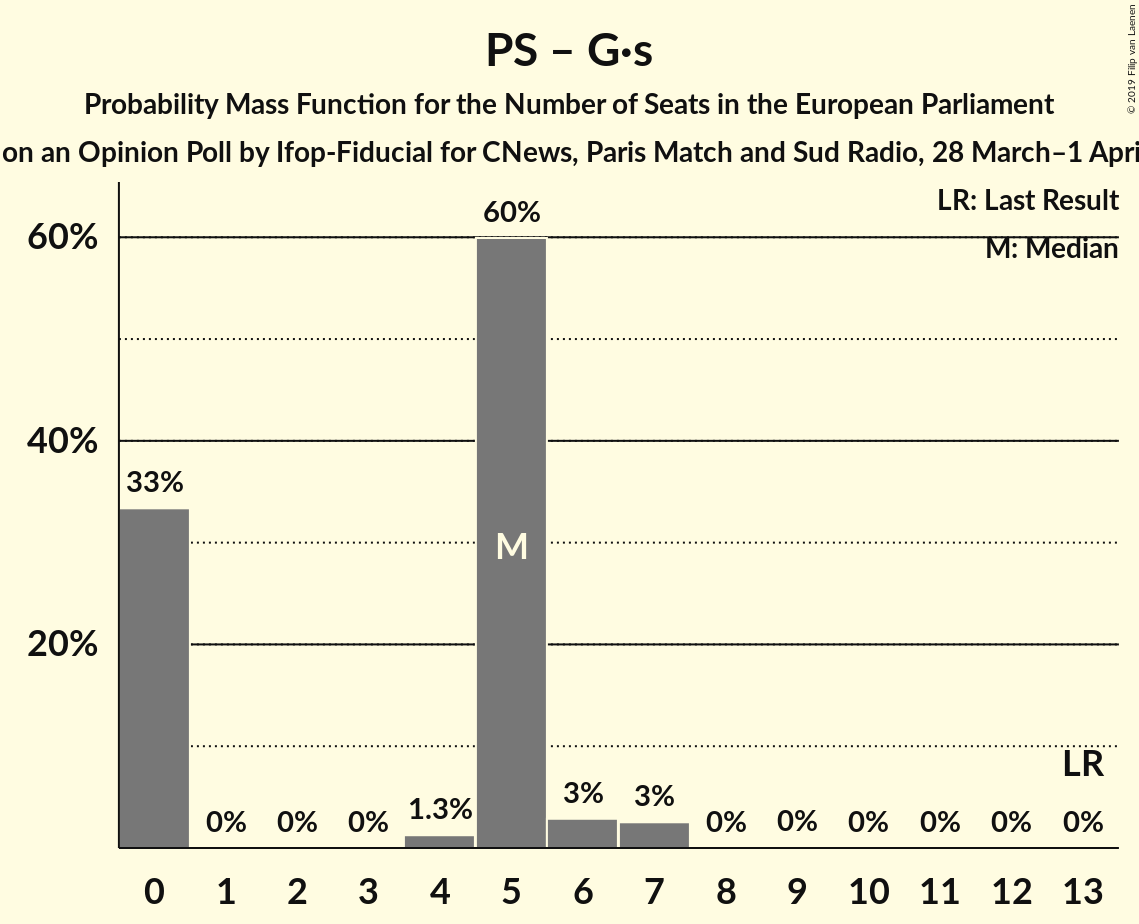 © 2019 Filip van Laenen
PS – G·s
Probability Mass Function for the Number of Seats in the European Parliament
on an Opinion Poll by Ifop-Fiducial for CNews, Paris Match and Sud Radio, 28 March–1 Apri
LR: Last Result
M: Median
60%
40%
20%
33%
0%
0%
0%
1.3%
60%
3%
3%
0%
0%
0%
0%
0%
0%
M
LR
0 1 2 3 4 5 6 7 8 9 10 11 12 13